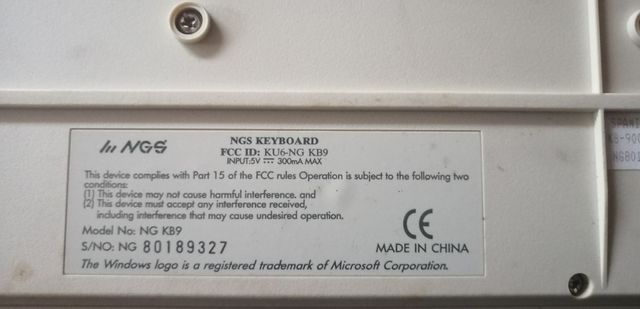 NGS
NGS KEYBOARD
FCC ID: KU6-NG KB9
INPUT:5V 300mA MAX
This device complies with Part 15 of the FCC rules Operation is subject to the following two
conditions:
(1) This device may not cause harmful interference. and
(2) This device must accept any interference received,
including interference that may cause undesired operation.
Model No: NG KB9
S/NO: NG 80189327
CE
MADE IN CHINA
The Windows logo is a registered trademark of Microsoft Corporation.
SPANI
KB-900